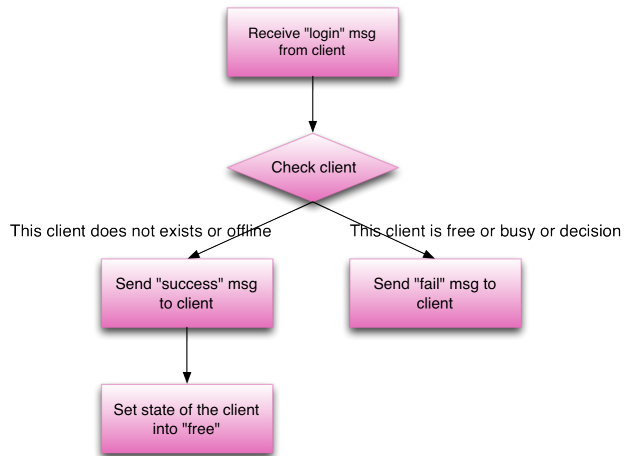 Receive "login" msg
from client
Check client
This client does not exists or offline
This client is free or busy or decision
Send "success" msg
to client
Send "fail" msg to
client
Set state of the client
into "free"